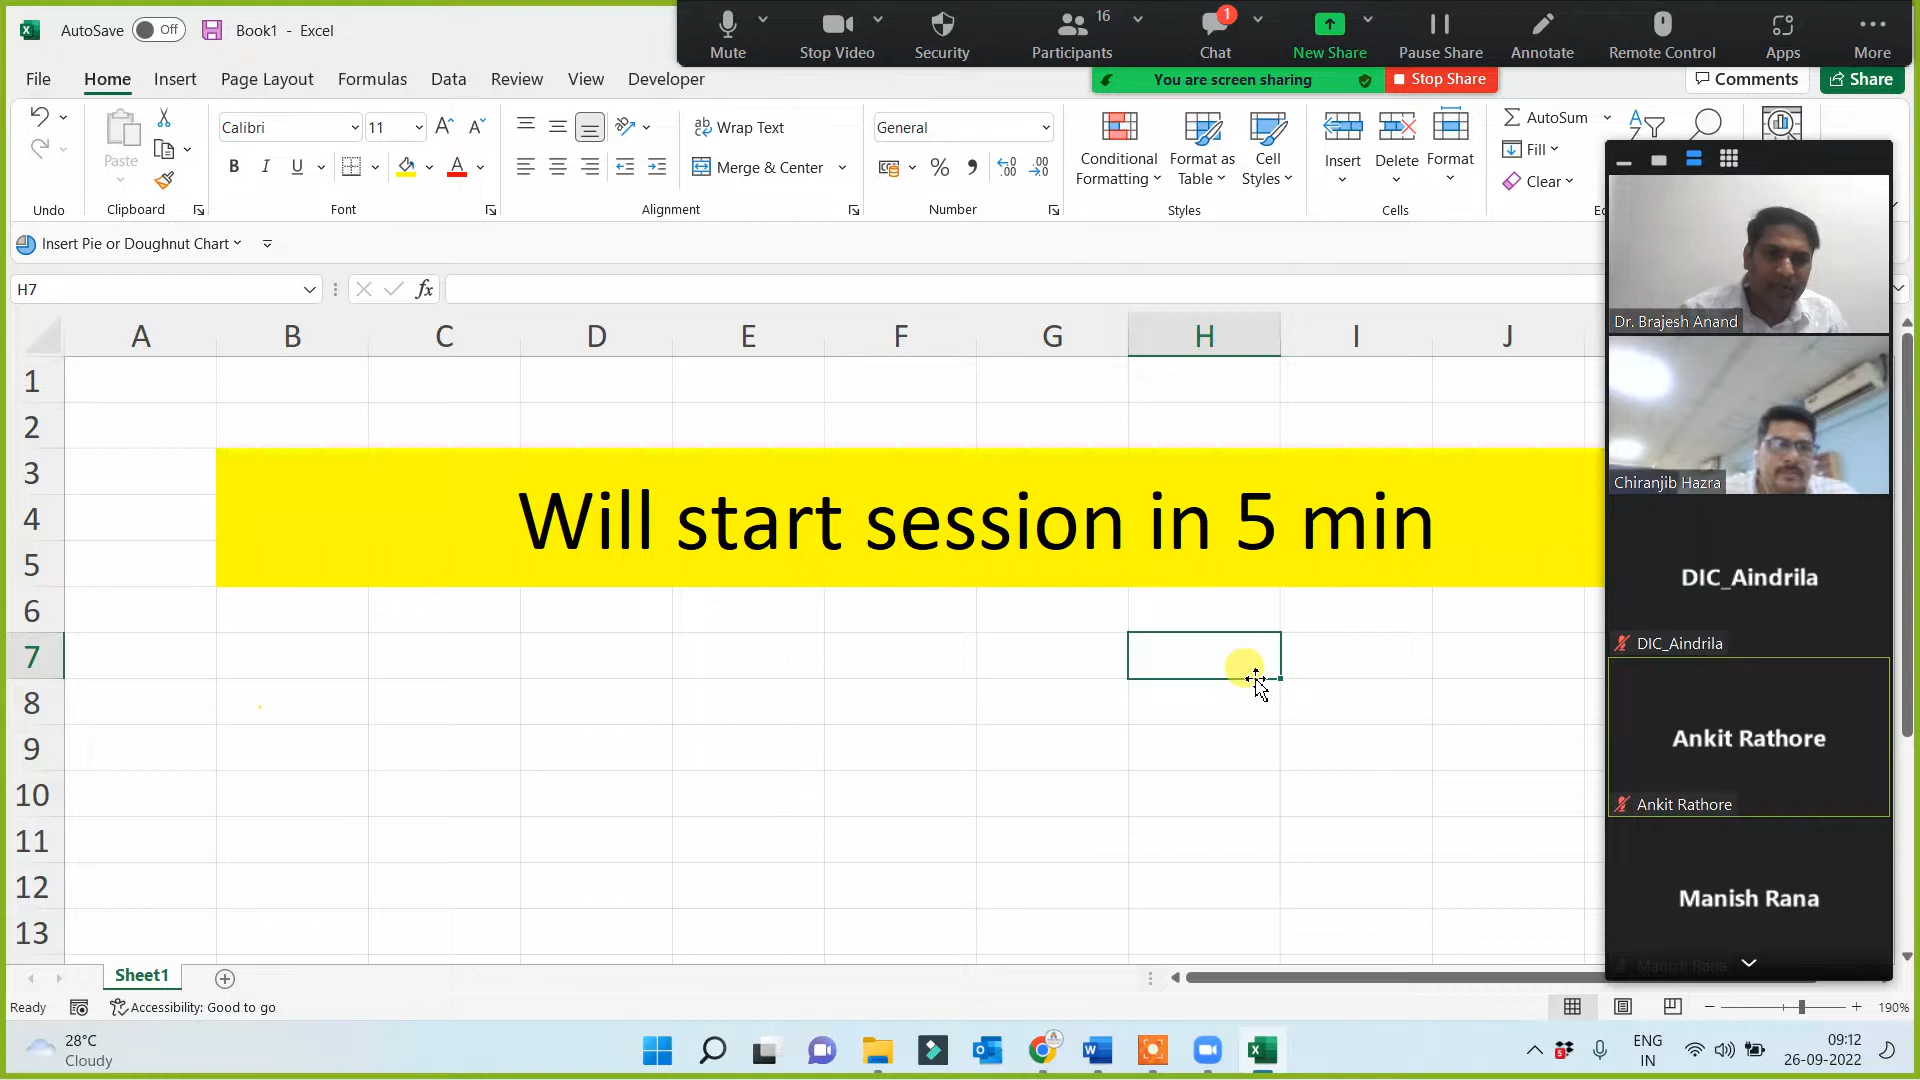 AutoSave Off Book1 - Excel
Mute Stop Video Security Participants 16 Chat 1 New Share Pause Share Annotate Remote Control Apps More
File Home Insert Page Layout Formulas Data Review View Developer
You are screen sharing Stop Share
Comments Share
Calibri 11
Wrap Text
General
AutoSum
Paste
B I U A
Merge & Center
%
Conditional Formatting
Format as Table
Cell Styles
Insert
Delete
Format
Fill
Clear
Undo Clipboard Font Alignment Number Styles Cells
Insert Pie or Doughnut Chart
H7
fx
A B C D E F G H I J
1
2
3
4
5
6
7
8
9
10
11
12
13
Will start session in 5 min
Dr. Brajesh Anand
Chiranjib Hazra
DIC_Aindrila
DIC_Aindrila
Ankit Rathore
Ankit Rathore
Manish Rana
Manish Rana
Sheet1
Ready Accessibility: Good to go 190%
28°C
Cloudy
ENG
IN
09:12
26-09-2022